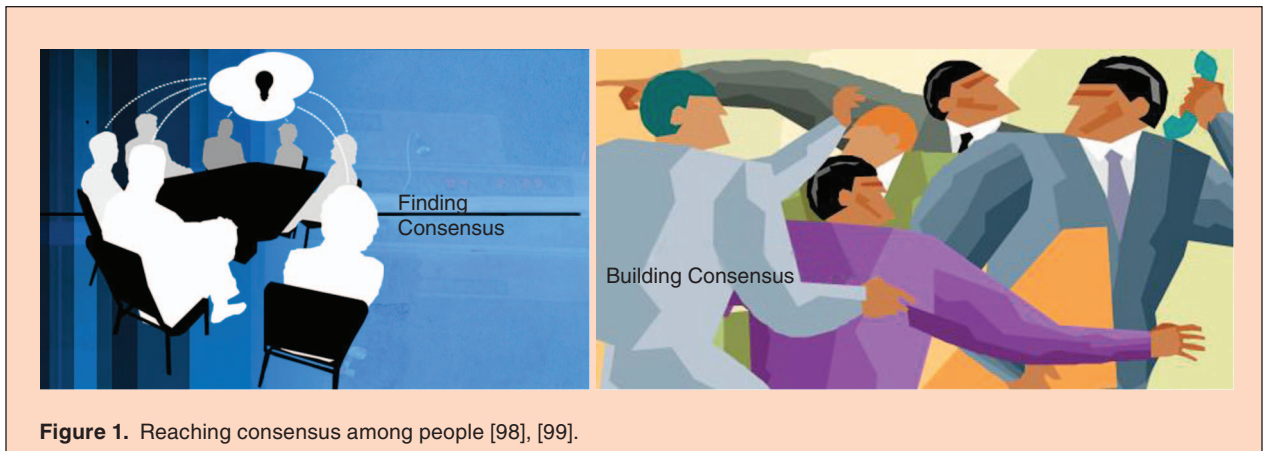 Finding
Consensus
Building Consensus
Figure 1. Reaching consensus among people [98], [99].